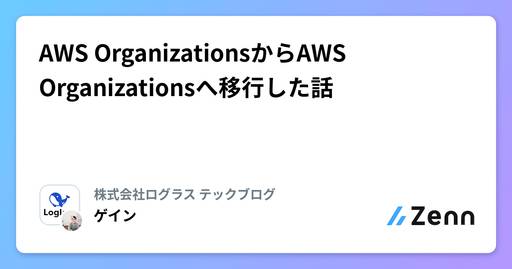 AWS OrganizationsからAWS
Organizationsへ移行した話
株式会社ログラス テックブログ
ゲイン
Zenn